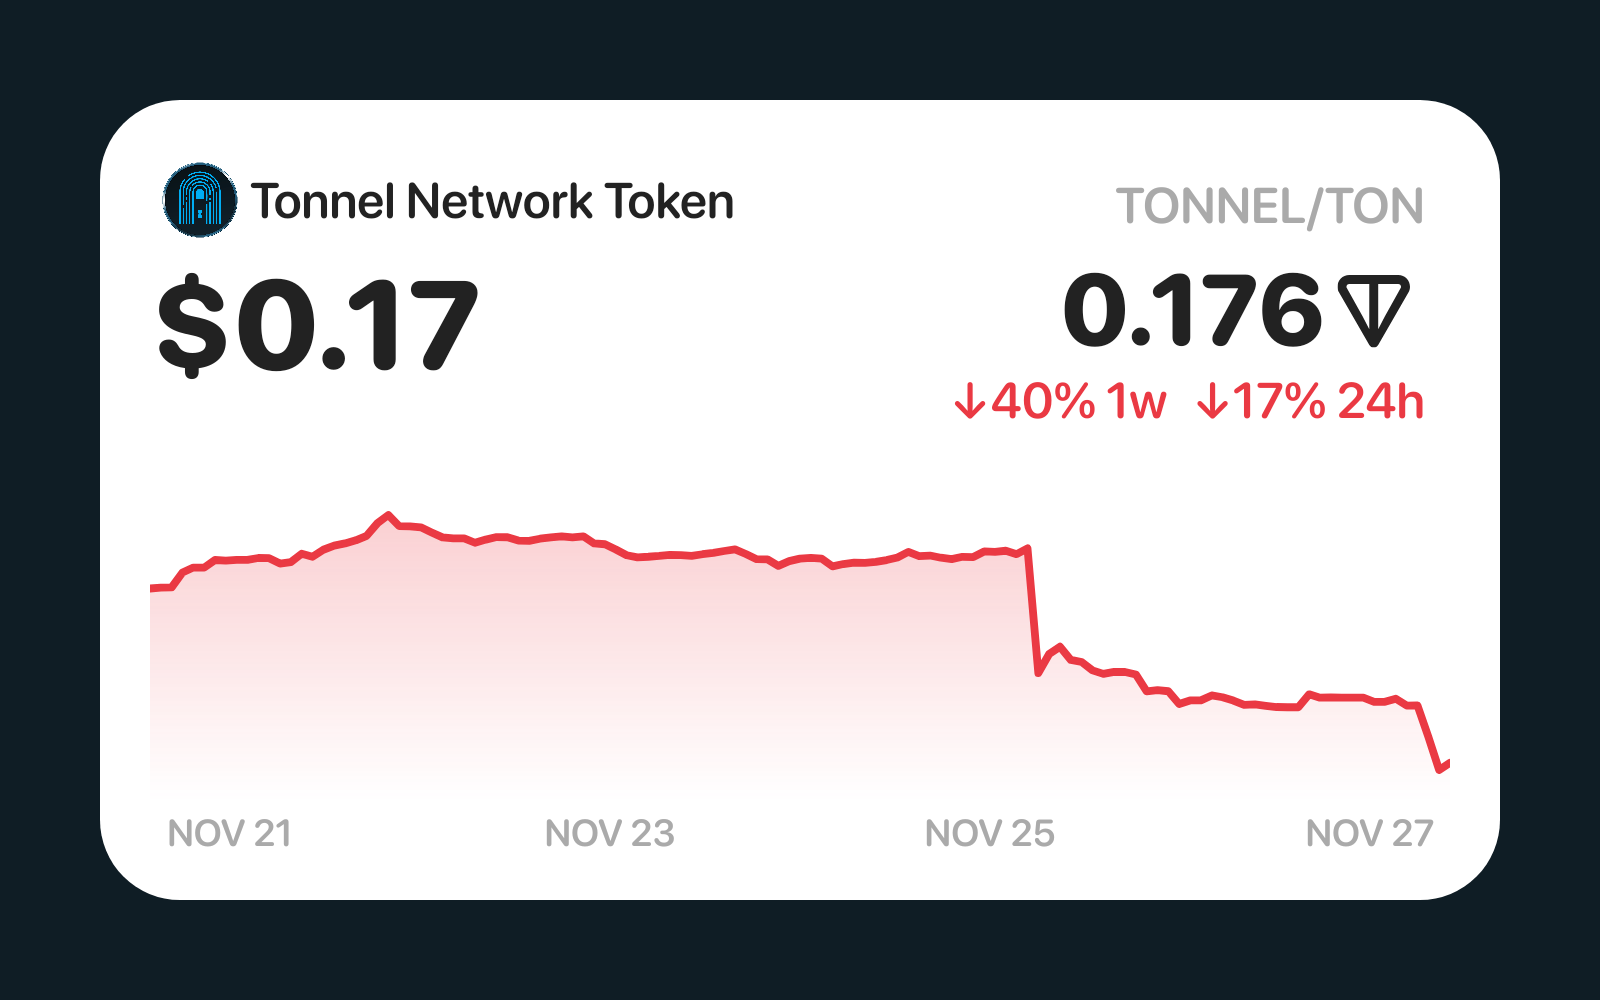 Tonnel Network Token
TONNEL/TON
$0.17
0.176
↓40% 1w ↓17% 24h
NOV 21 NOV 23 NOV 25 NOV 27